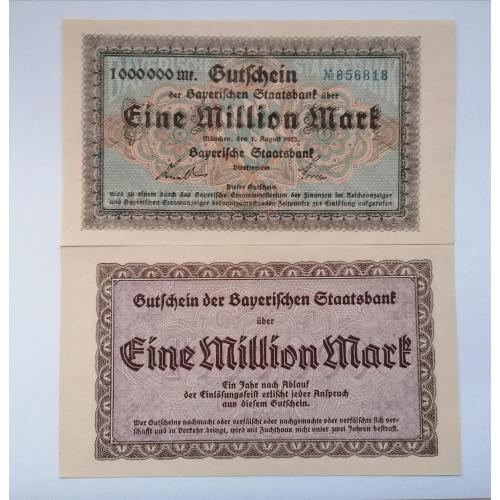 1000000 mk. Gutschein № 856818
der Bayerischen Staatsbank über
Eine Million Mark
München, den 1. August 1923.
Bayerische Staatsbank
Direktorium
Dieser Gutschein
wird zu einem durch das Bayerische Staatsministerium der Finanzen im Reichsanzeiger
und Bayerischen Staatsanzeiger bekanntzumachenden Zeitpunkte zur Einlösung aufgerufen
Gutschein der Bayerischen Staatsbank
über
Eine Million Mark
Ein Jahr nach Ablauf
der Einlösungsfrist erlischt jeder Anspruch
aus diesem Gutschein.
Wer Gutscheine nachmacht oder verfälscht oder nachgemachte oder verfälschte sich ver-
schafft und in Verkehr bringt, wird mit Zuchthaus nicht unter zwei Jahren bestraft.